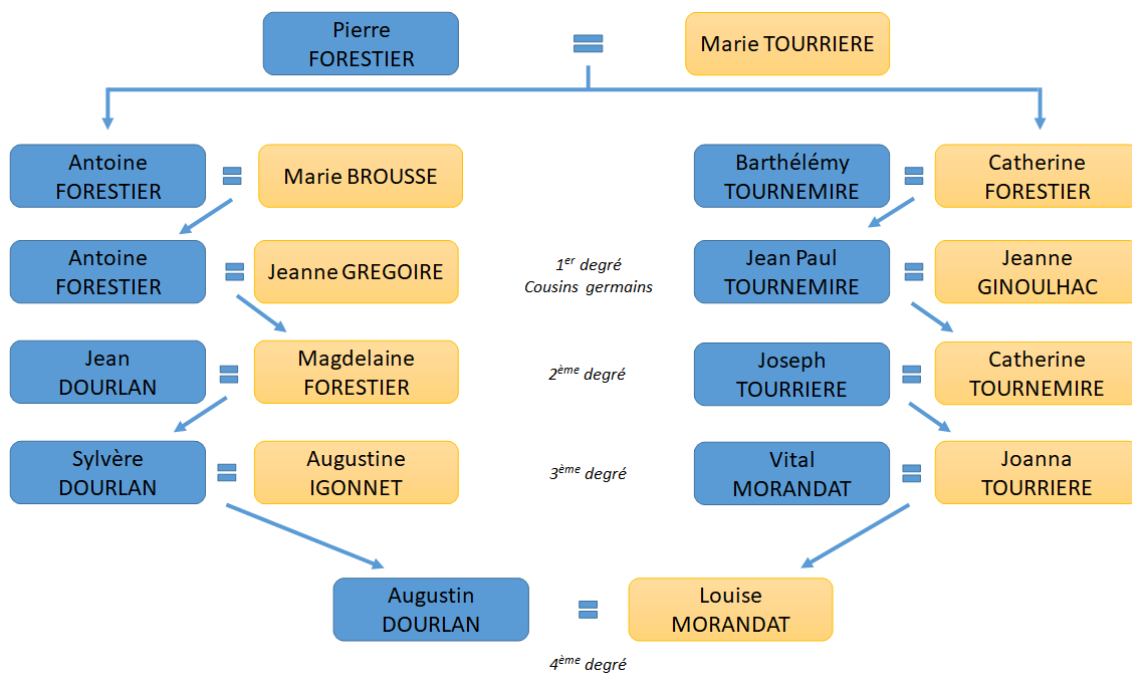 Pierre
FORESTIER
Marie TOURRIERE
Antoine
FORESTIER
Marie BROUSSE
Barthélémy
TOURNEMIRE
Catherine
FORESTIER
Antoine
FORESTIER
Jeanne GREGOIRE
1er degré
Cousins germains
Jean Paul
TOURNEMIRE
Jeanne
GINOULHAC
Jean
DOURLAN
Magdelaine
FORESTIER
2ème degré
Joseph
TOURRIERE
Catherine
TOURNEMIRE
Sylvère
DOURLAN
Augustine
IGONNET
3ème degré
Vital
MORANDAT
Joanna
TOURRIERE
Augustin
DOURLAN
Louise
MORANDAT
4ème degré